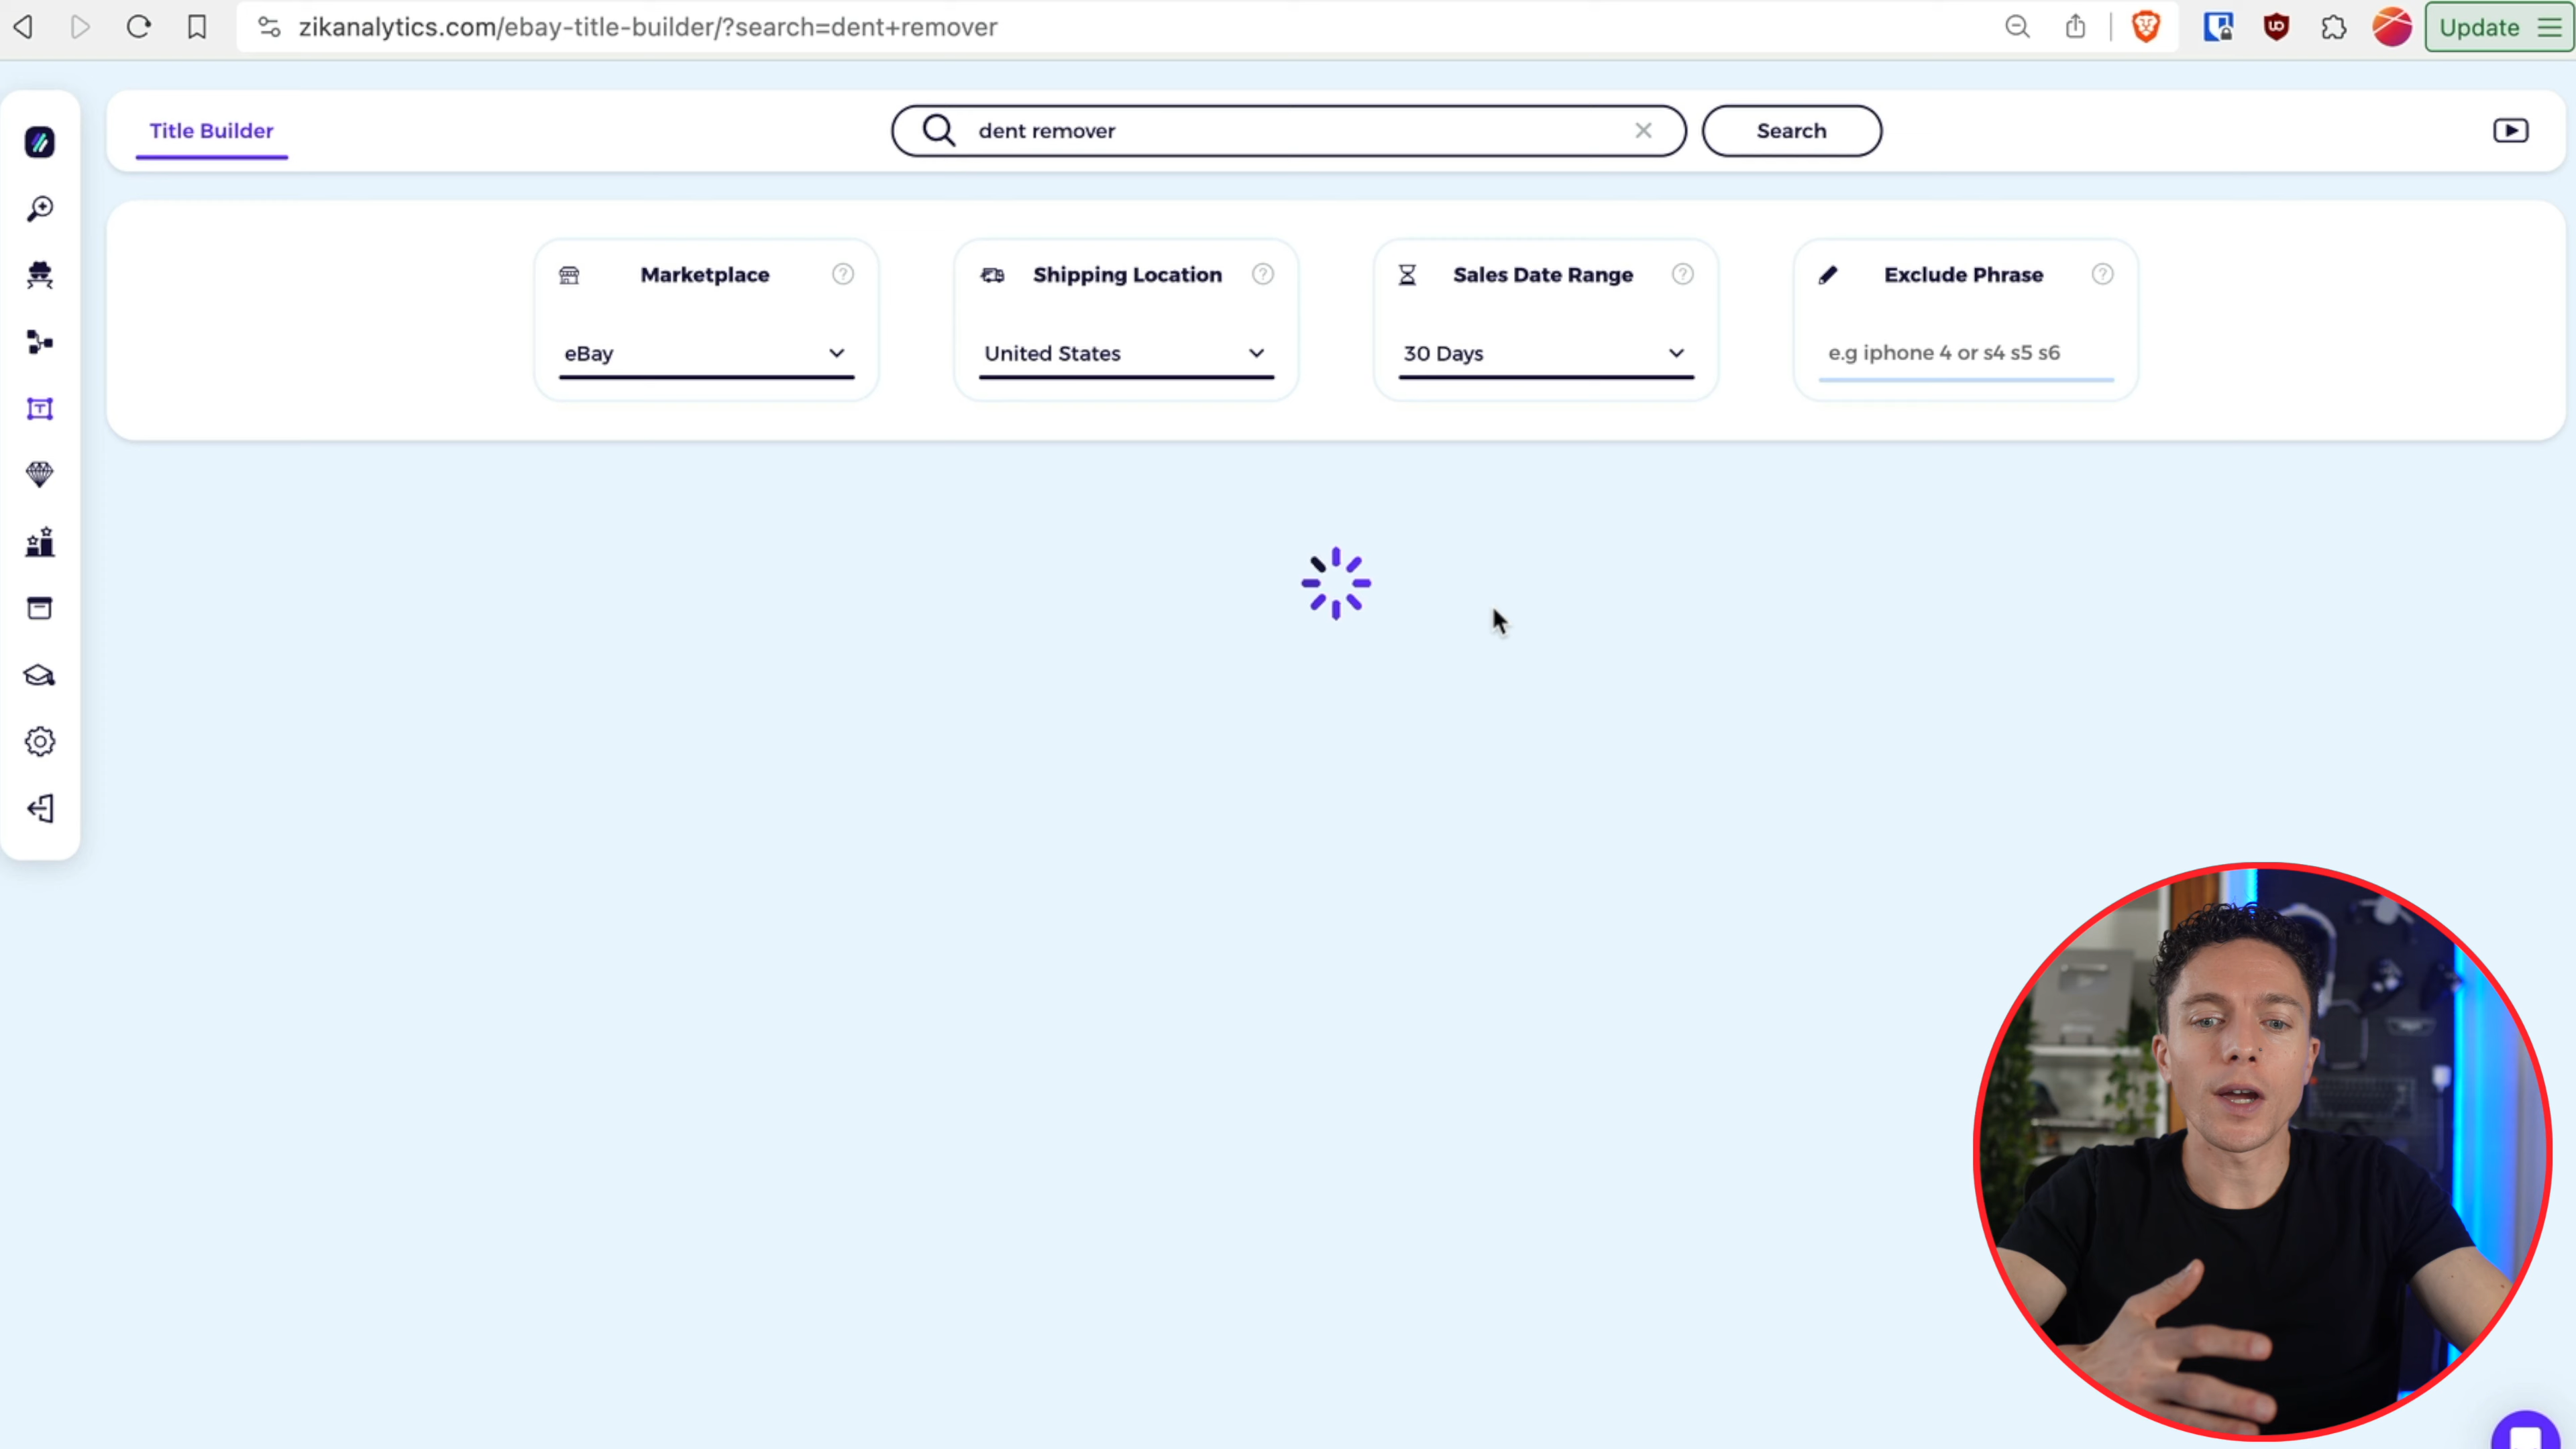 zikanalytics.com/ebay-title-builder/?search=dent+remover
Update
Title Builder
dent remover
Search
Marketplace
Shipping Location
Sales Date Range
Exclude Phrase
eBay
United States
30 Days
e.g iphone 4 or s4 s5 s6